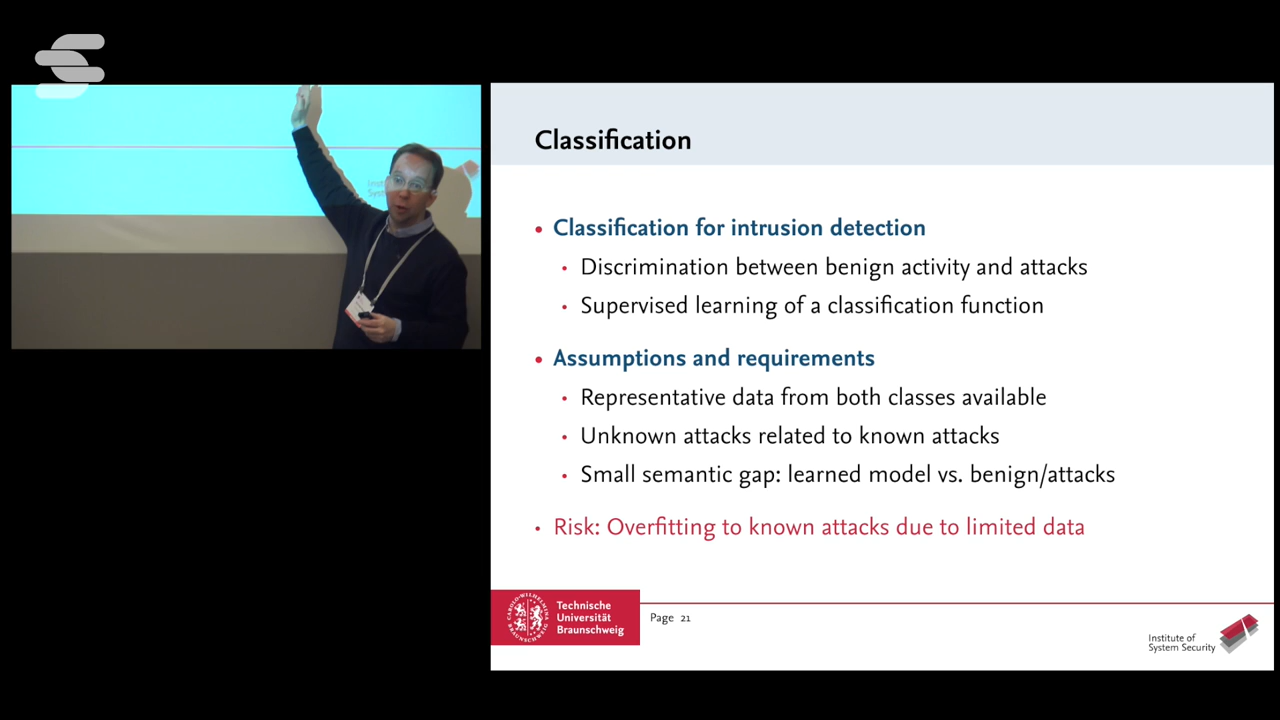 Classification
• Classification for intrusion detection
• Discrimination between benign activity and attacks
• Supervised learning of a classification function
• Assumptions and requirements
• Representative data from both classes available
• Unknown attacks related to known attacks
• Small semantic gap: learned model vs. benign/attacks
• Risk: Overfitting to known attacks due to limited data
Technische
Universität
Braunschweig
Page 21
Institute of
System Security